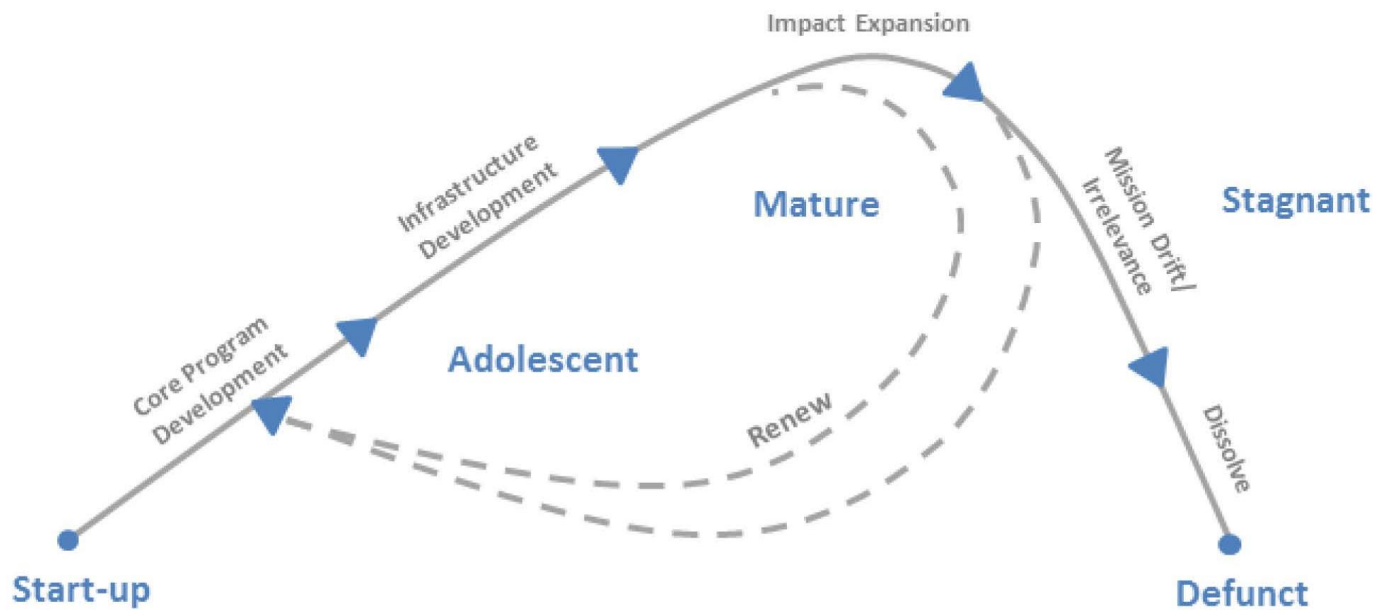 Impact Expansion
Infrastructure
Development
Mission Drift/
Irrelevance
Mature
Stagnant
Core Program
Development
Adolescent
Renew
Dissolve
Start-up
Defunct